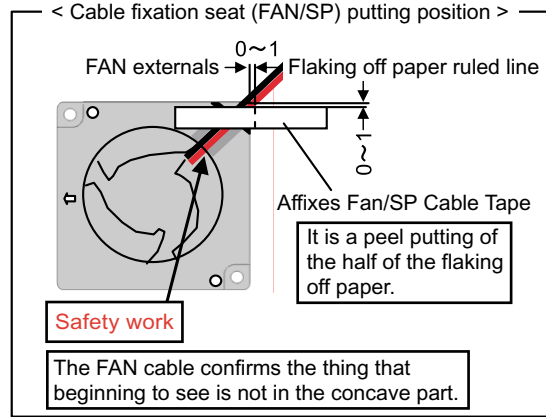 < Cable fixation seat (FAN/SP) putting position >
0～1
FAN externals
Flaking off paper ruled line
0～1
Affixes Fan/SP Cable Tape
It is a peel putting of
the half of the flaking
off paper.
Safety work
The FAN cable confirms the thing that
beginning to see is not in the concave part.